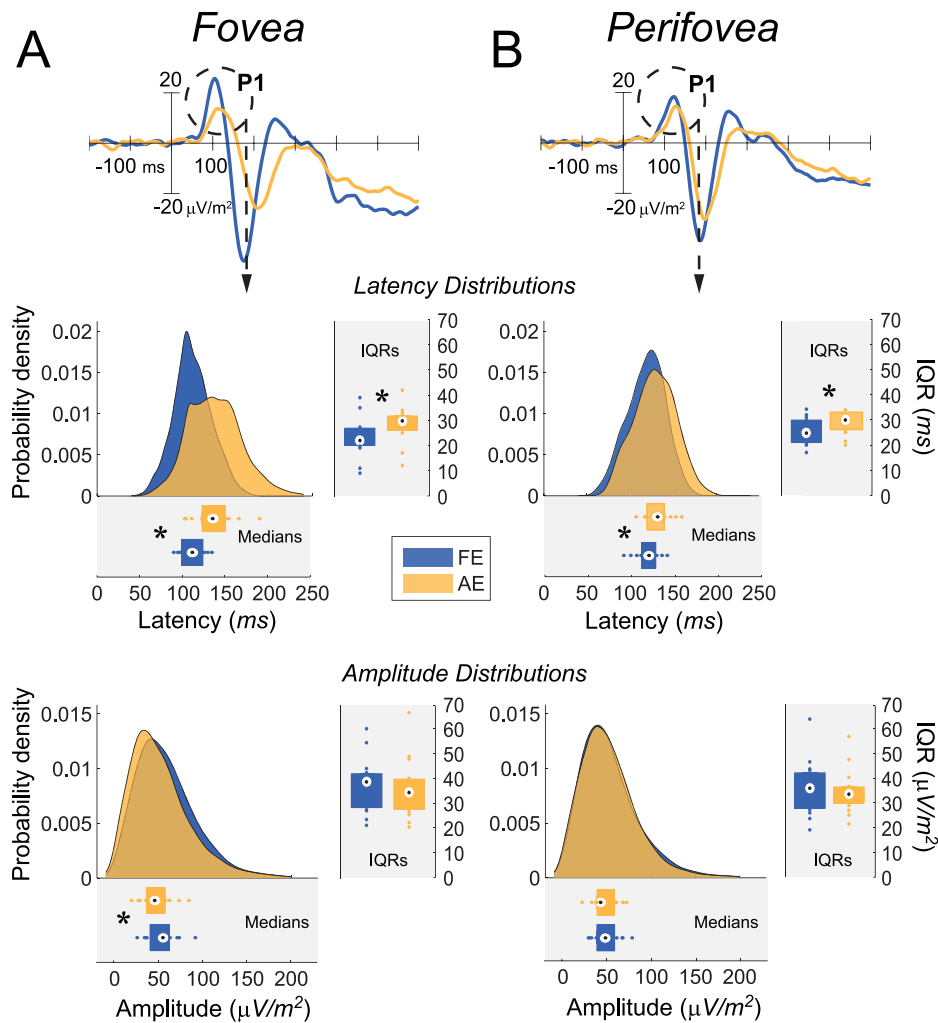 A
Fovea
B
Perifovea
20
P1
-100 ms
100
-20 μV/m²
20
P1
-100 ms
100
-20 μV/m²
Latency Distributions
Probability density
0.02
0.015
0.01
0.005
0
IQRs
*
70
60
50
40
30
20
10
0
*
Medians
0 50 100 150 200 250
Latency (ms)
FE
AE
0.02
0.015
0.01
0.005
0
IQRs
*
70
60
50
40
30
20
10
0
IQR (ms)
*
Medians
0 50 100 150 200 250
Latency (ms)
Amplitude Distributions
Probability density
0.015
0.01
0.005
0
IQRs
70
60
50
40
30
20
10
0
*
Medians
0 50 100 150 200
Amplitude (μV/m²)
0.015
0.01
0.005
0
IQRs
70
60
50
40
30
20
10
0
IQR (μV/m²)
Medians
0 50 100 150 200
Amplitude (μV/m²)